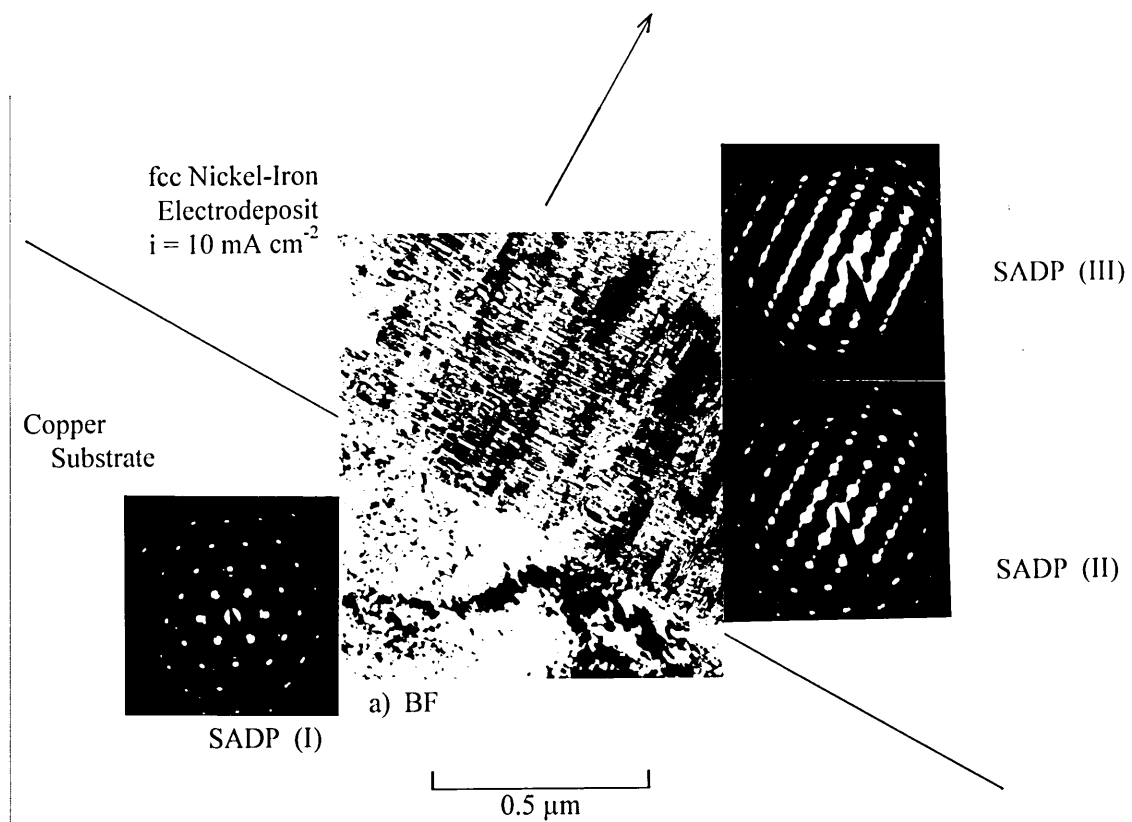 fcc Nickel-Iron
Electrodeposit
i = 10 mA cm⁻²
SADP (III)
Copper
Substrate
SADP (II)
a) BF
SADP (I)
0.5 μm